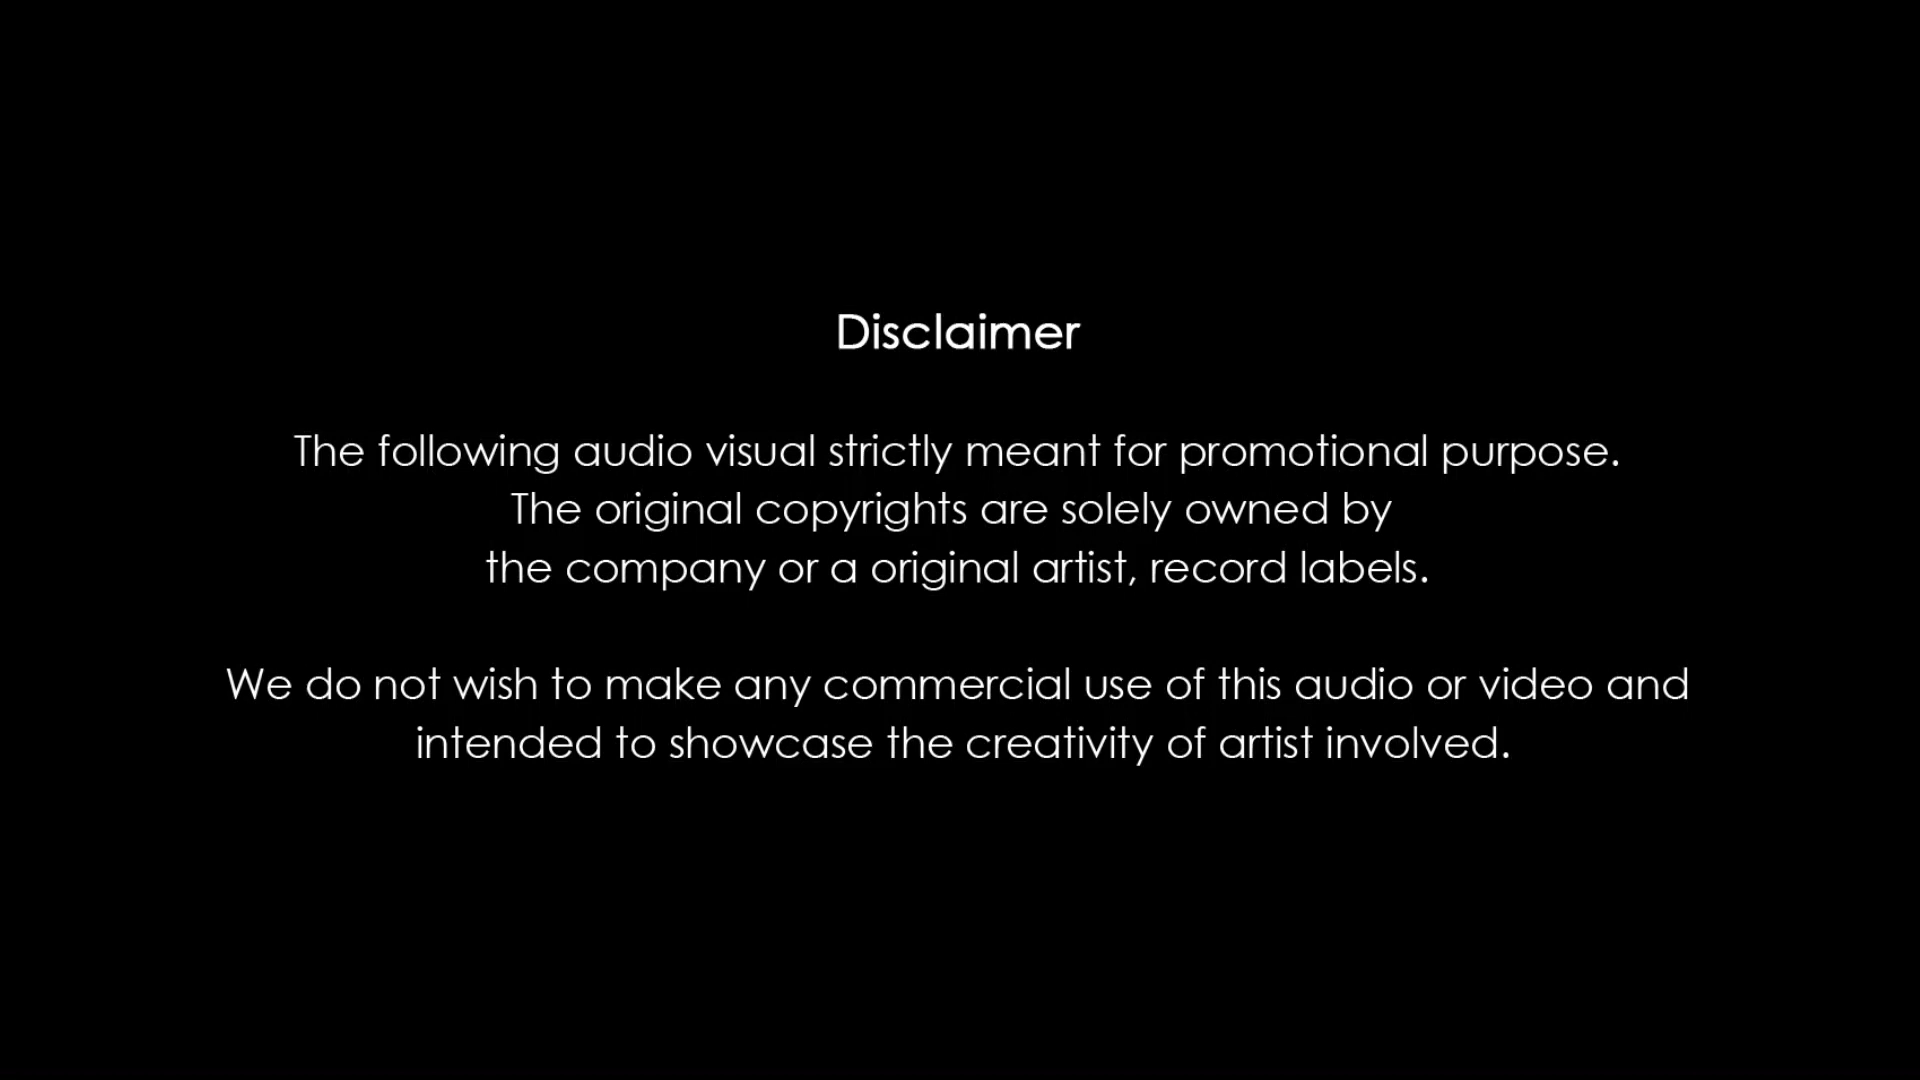 Disclaimer
The following audio visual strictly meant for promotional purpose.
The original copyrights are solely owned by
the company or a original artist, record labels.
We do not wish to make any commercial use of this audio or video and
intended to showcase the creativity of artist involved.